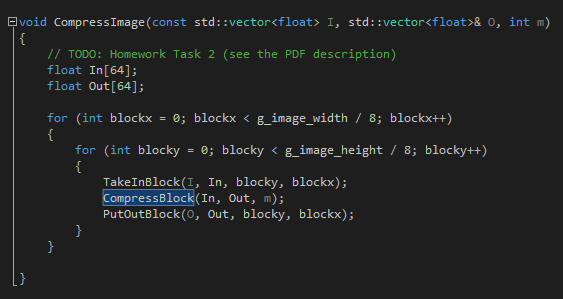 void CompressImage(const std::vector<float> I, std::vector<float>& O, int m)
{
// TODO: Homework Task 2 (see the PDF description)
float In[64];
float Out[64];
for (int blockx = 0; blockx < g_image_width / 8; blockx++)
{
for (int blocky = 0; blocky < g_image_height / 8; blocky++)
{
TakeInBlock(I, In, blocky, blockx);
CompressBlock(In, Out, m);
PutOutBlock(O, Out, blocky, blockx);
}
}
}